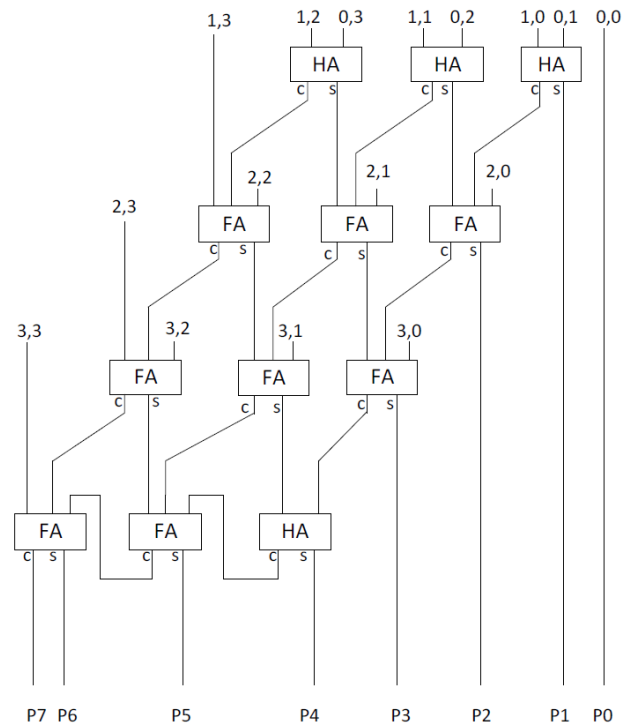 1,3 1,2 0,3 1,1 0,2 1,0 0,1 0,0
HA HA HA
c s c s c s
2,2 2,1 2,0
2,3 FA FA FA
c s c s c s
3,3 3,2 3,1 3,0
FA FA FA
c s c s c s
FA FA HA
c s c s c s
P7 P6 P5 P4 P3 P2 P1 P0